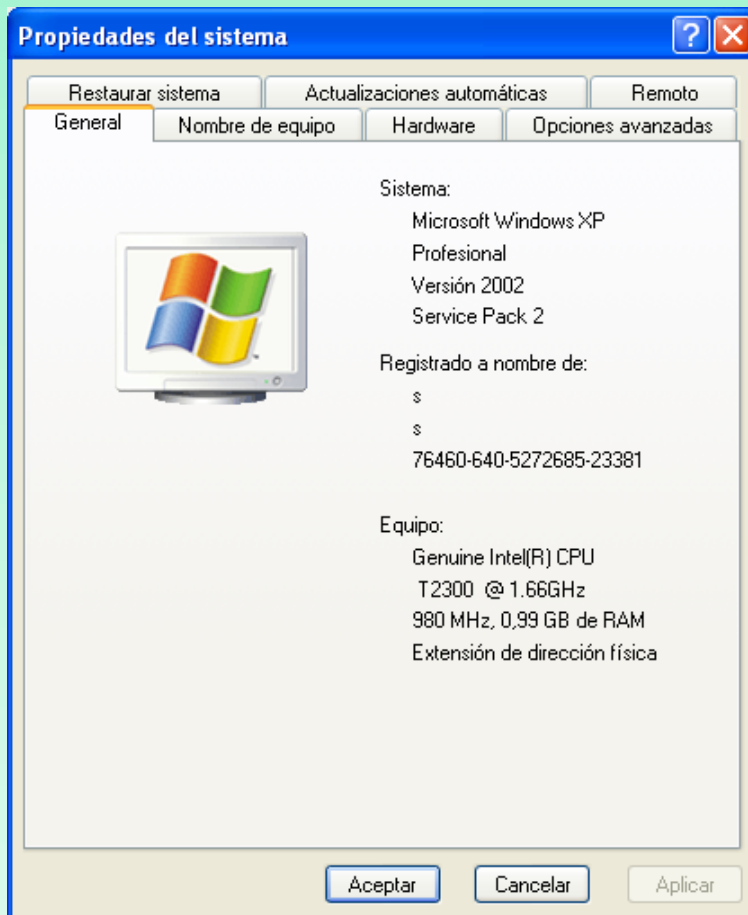 Propiedades del sistema
Restaurar sistema
Actualizaciones automáticas
Remoto
General
Nombre de equipo
Hardware
Opciones avanzadas
Sistema:
Microsoft Windows XP
Profesional
Versión 2002
Service Pack 2
Registrado a nombre de:
s
s
76460-640-5272685-23381
Equipo:
Genuine Intel(R) CPU
T2300 @ 1.66GHz
980 MHz, 0,99 GB de RAM
Extensión de dirección física
Aceptar
Cancelar
Aplicar